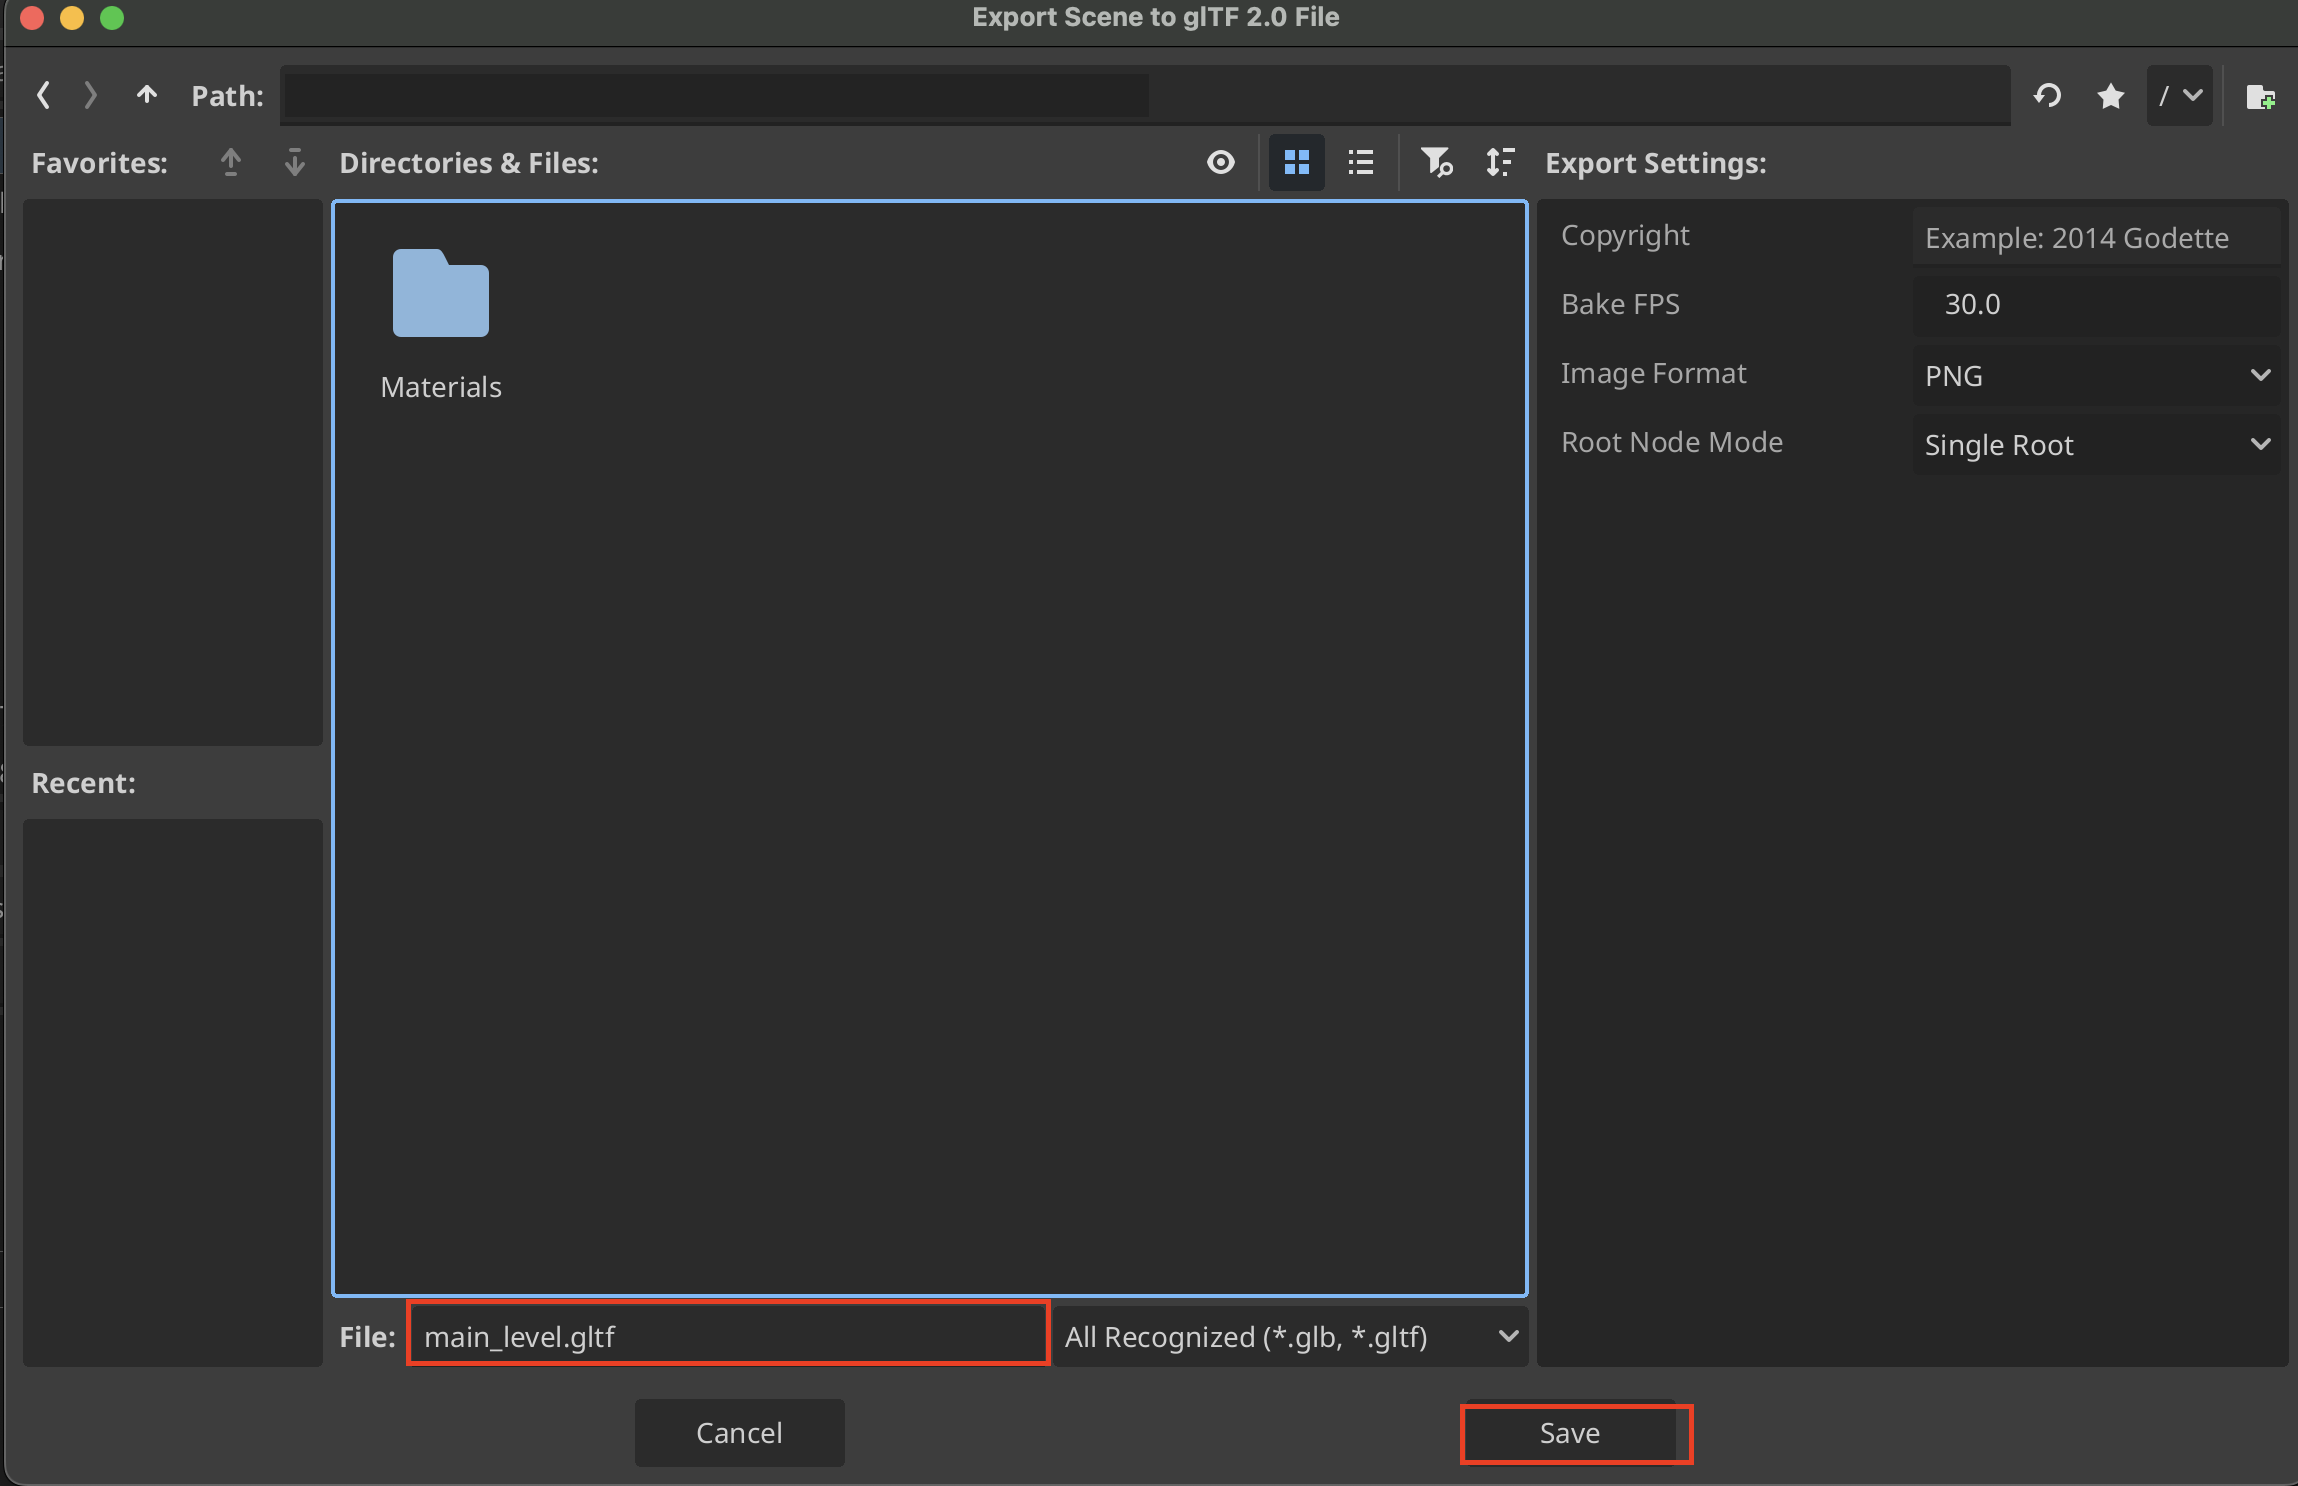 Export Scene to glTF 2.0 File
Path:
/
Favorites:
Directories & Files:
Export Settings:
Materials
Copyright
Example: 2014 Godette
Bake FPS
30.0
Image Format
PNG
Root Node Mode
Single Root
Recent:
File:
main_level.gltf
All Recognized (*.glb, *.gltf)
Cancel
Save